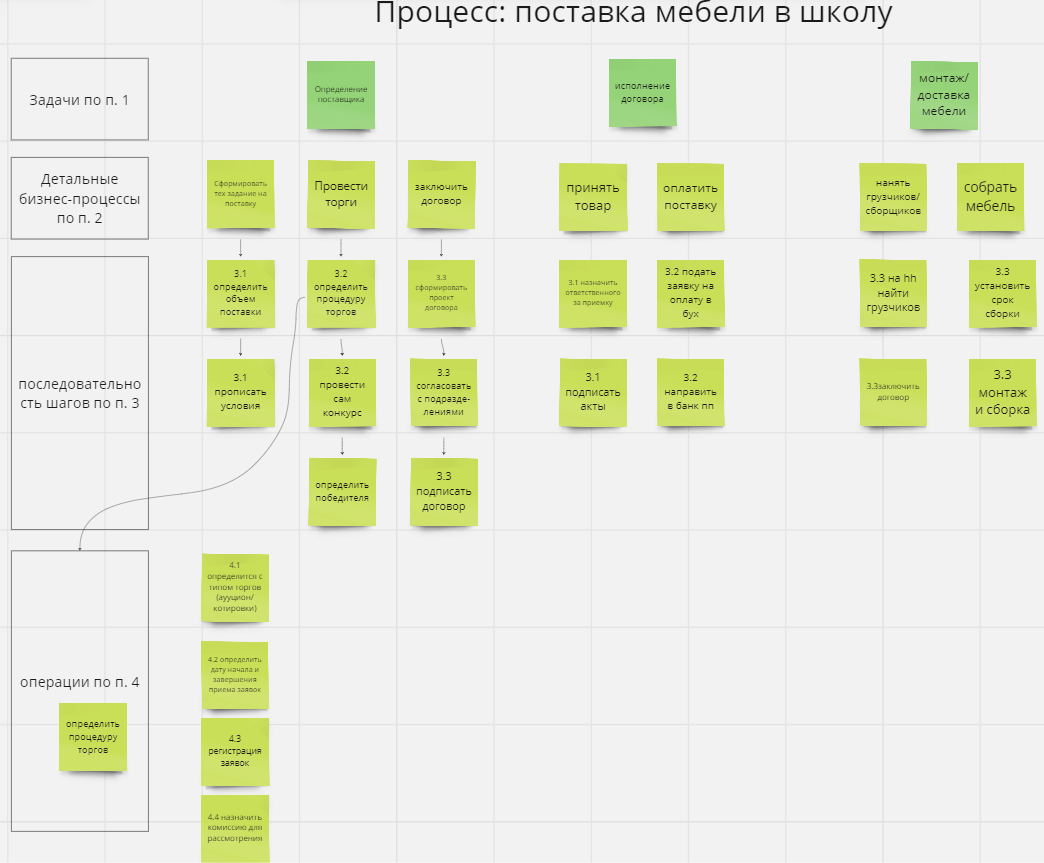 Процесс: поставка мебели в школу
Задачи по п. 1
Определение
поставщика
исполнение
договора
монтаж/
доставка
мебели
Детальные
бизнес-процессы
по п. 2
Сформировать
тех задание на
поставку
Провести
торги
заключить
договор
принять
товар
оплатить
поставку
нанять
грузчиков/
сборщиков
собрать
мебель
последовательно
сть шагов по п. 3
3.1
определить
объем
поставки
3.2
определить
процедуру
торгов
3.3
сформировать
проект
договора
3.1 назначить
ответственного
за приемку
3.2 подать
заявку на
оплату в
бух
3.3 на hh
найти
грузчиков
3.3
установить
срок
сборки
3.1
прописать
условия
3.2
провести
сам
конкурс
3.3
согласовать
с подразде-
лениями
3.1
подписать
акты
3.2
направить
в банк пп
3.3заключить
договор
3.3
монтаж
и сборка
определить
победителя
3.3
подписать
договор
операции по п. 4
определить
процедуру
торгов
4.1
определится с
типом торгов
(аууцион/
котировки)
4.2 определить
дату начала и
завершения
приема заявок
4.3
регистрация
заявок
4.4 назначить
комиссию для
рассмотрения